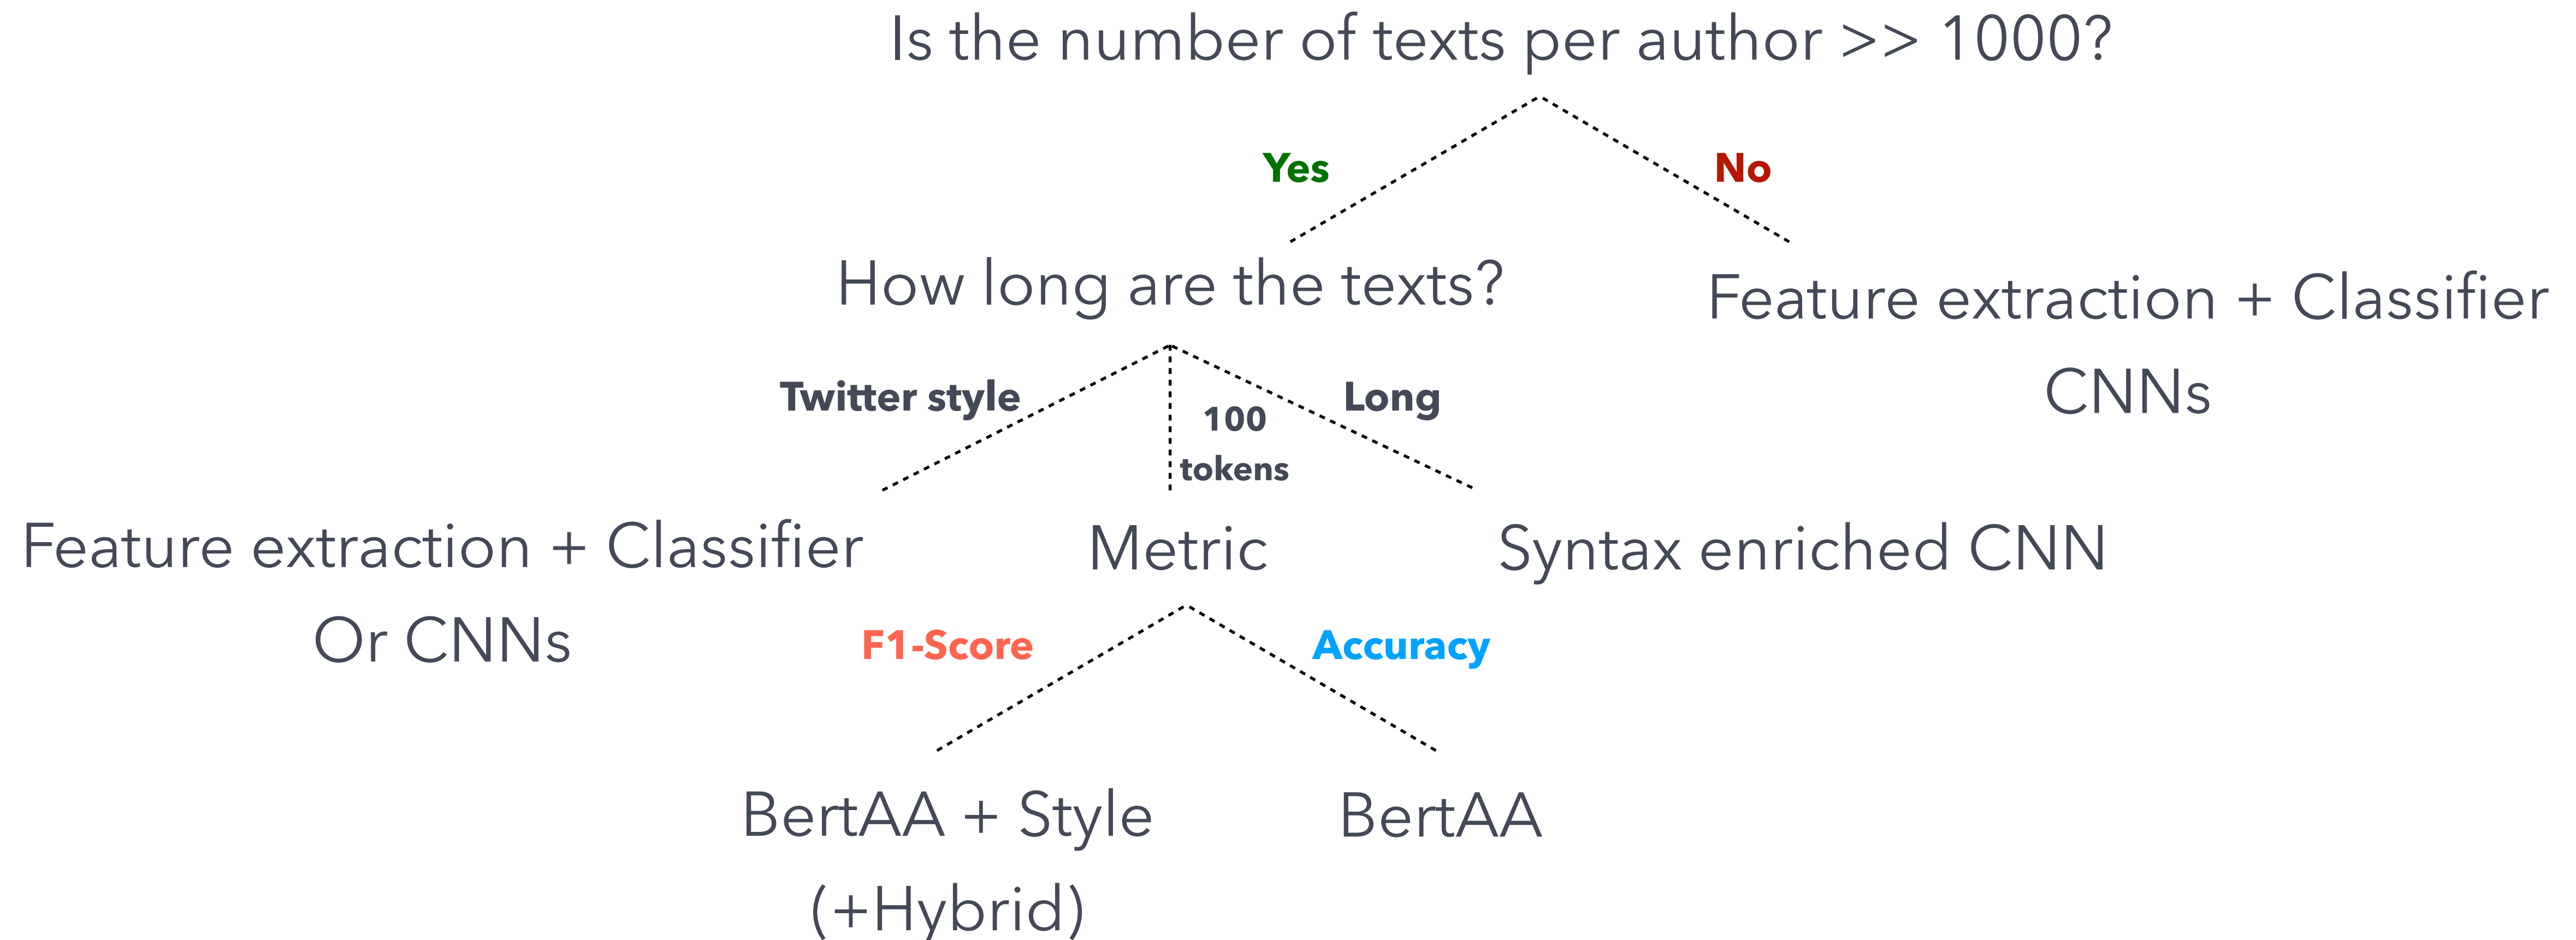 Is the number of texts per author >> 1000?
Yes
No
How long are the texts?
Feature extraction + Classifier
CNNs
Twitter style
100
tokens
Long
Feature extraction + Classifier
Or CNNs
Metric
Syntax enriched CNN
F1-Score
Accuracy
BertAA + Style
(+Hybrid)
BertAA